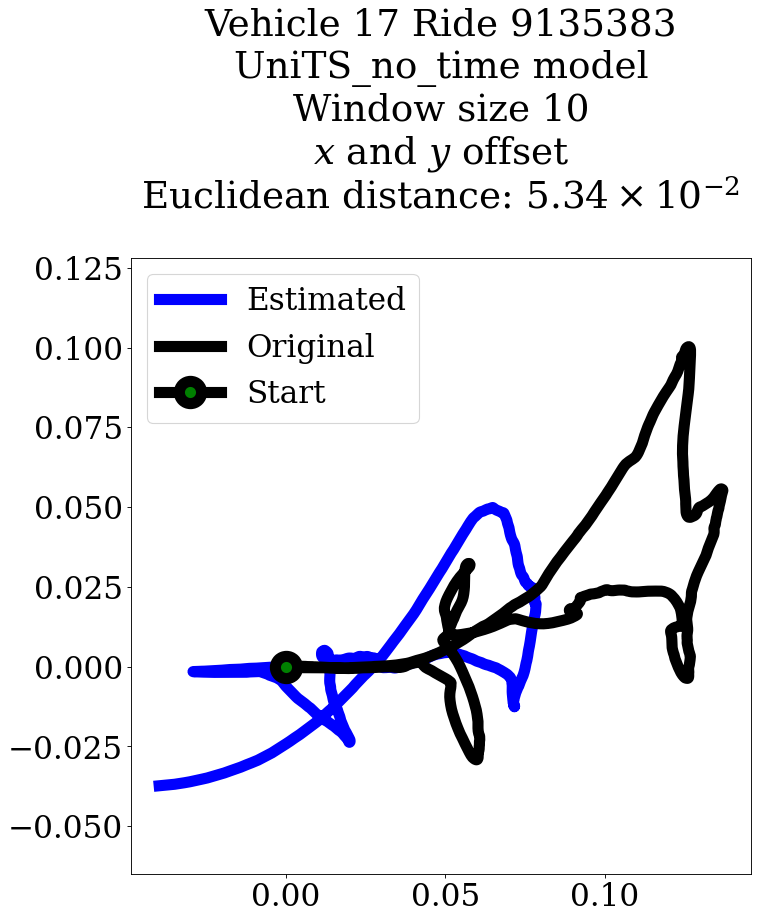 Vehicle 17 Ride 9135383
UniTS_no_time model
Window size 10
x and y offset
Euclidean distance: 5.34 × 10⁻²
0.125
0.100
0.075
0.050
0.025
0.000
−0.025
−0.050
Estimated
Original
Start
0.00 0.05 0.10